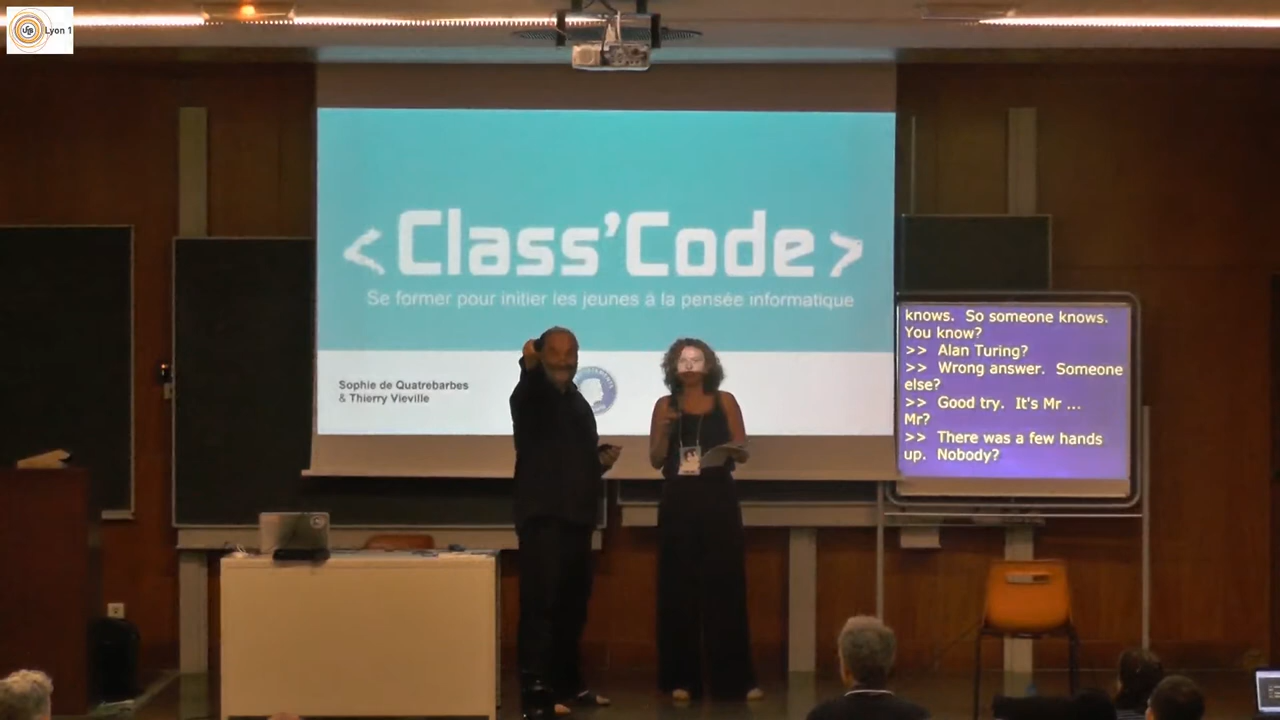 Lyon 1
< Class'Code >
Se former pour initier les jeunes à la pensée informatique
Sophie de Quatrebarbes
& Thierry Vieville
knows. So someone knows.
You know?
>> Alan Turing?
>> Wrong answer. Someone
else?
>> Good try. It's Mr ...
Mr?
>> There was a few hands
up. Nobody?